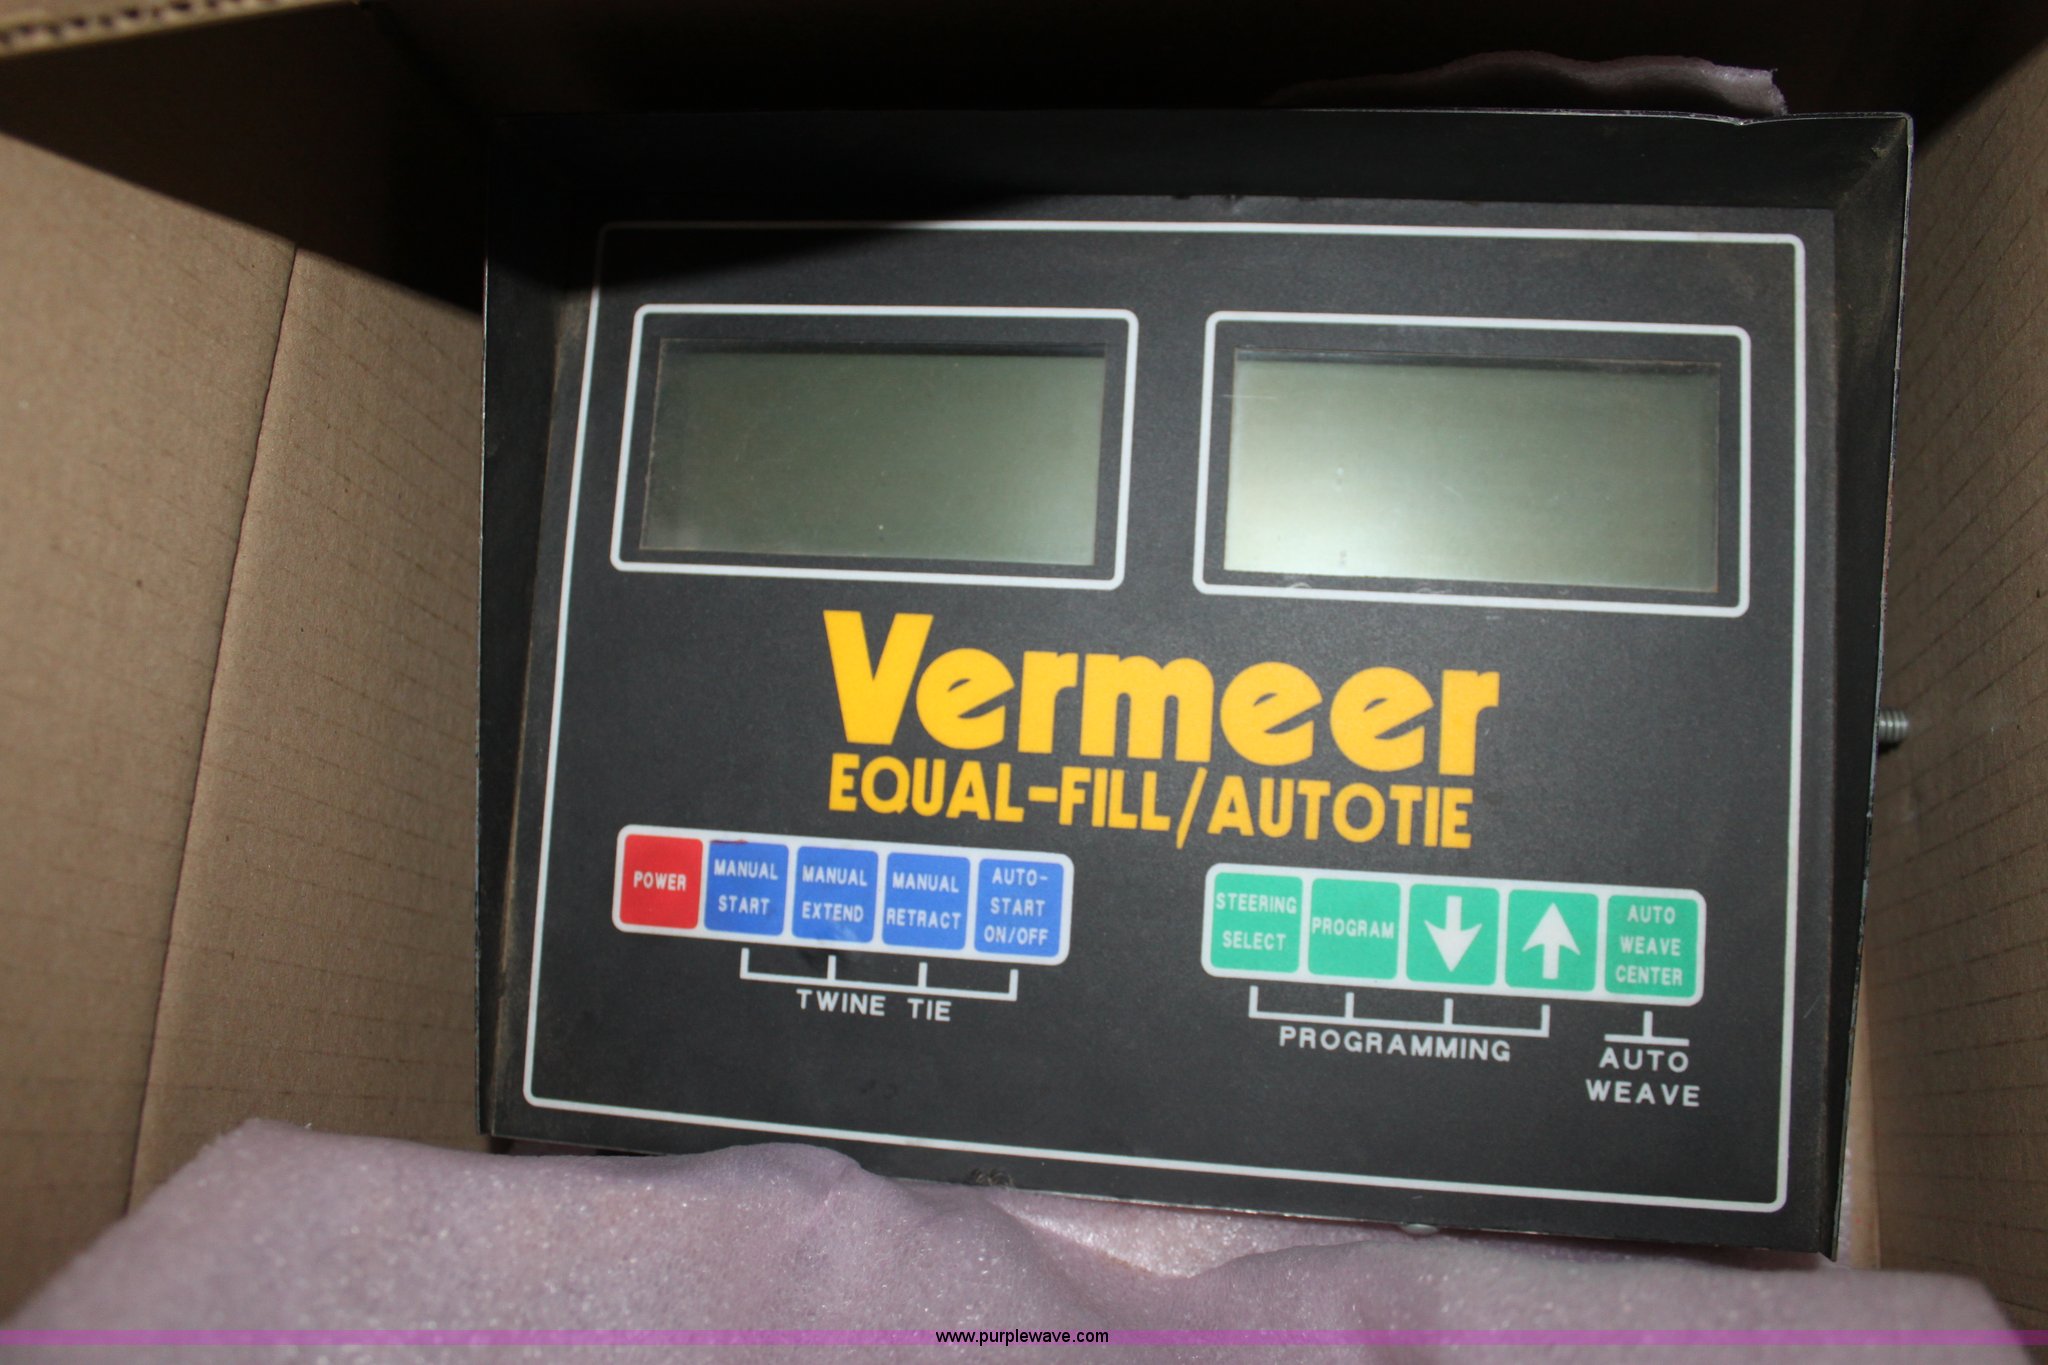 Vermeer
EQUAL-FILL/AUTOTIE
POWER
MANUAL
START
MANUAL
EXTEND
MANUAL
RETRACT
AUTO-
START
ON/OFF
TWINE TIE
STEERING
SELECT
PROGRAM
AUTO
WEAVE
CENTER
PROGRAMMING
AUTO
WEAVE
www.purplewave.com